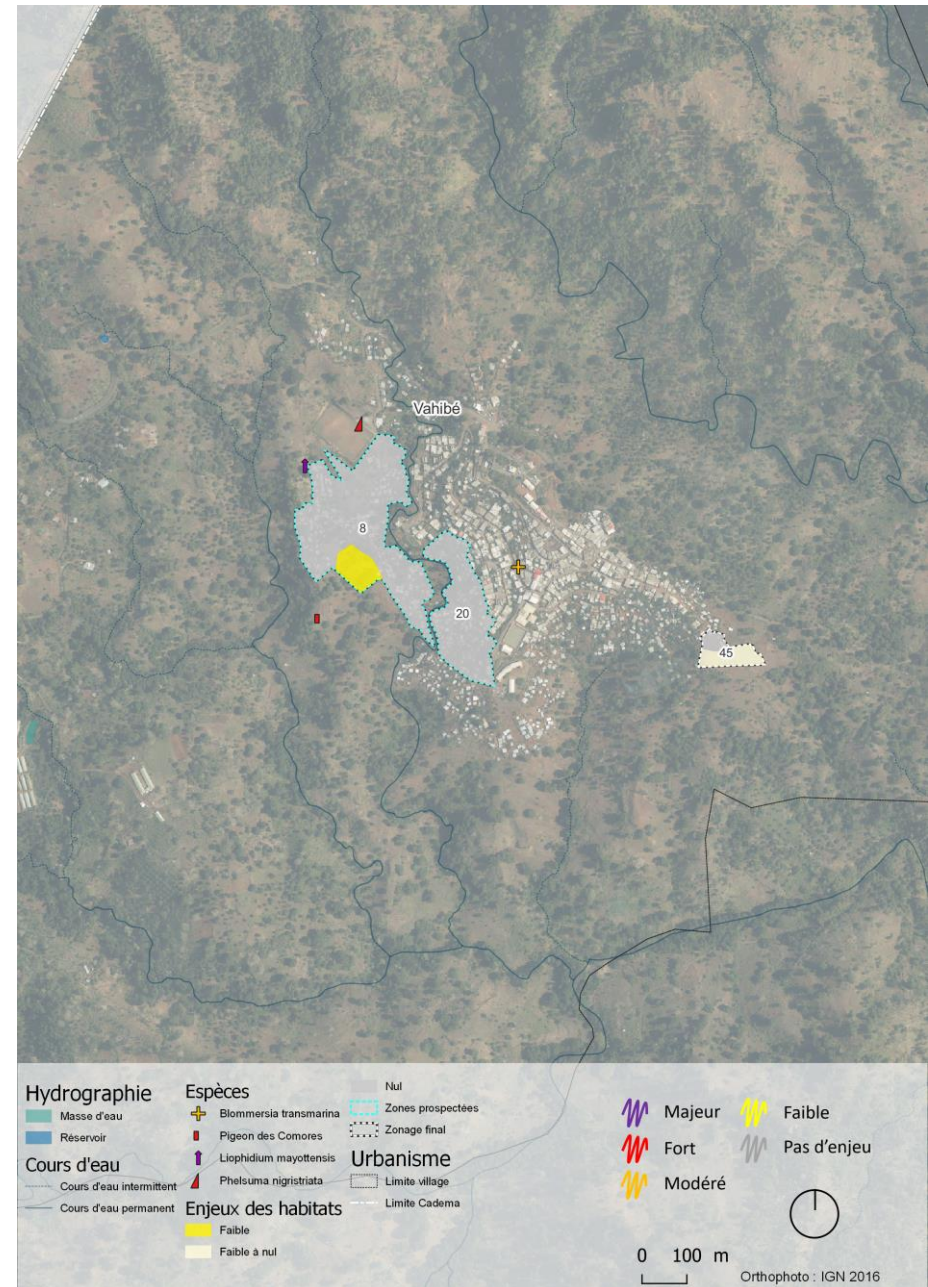 Vahibé
8
20
45
Hydrographie
Masse d'eau
Réservoir
Cours d'eau
Cours d'eau intermittent
Cours d'eau permanent
Espèces
Blommersia transmarina
Pigeon des Comores
Liophidium mayottensis
Phelsuma nigristriata
Enjeux des habitats
Faible
Faible à nul
Nul
Zones prospectées
Zonage final
Urbanisme
Limite village
Limite Cadema
Majeur
Fort
Modéré
Faible
Pas d'enjeu
0 100 m
Orthophoto : IGN 2016